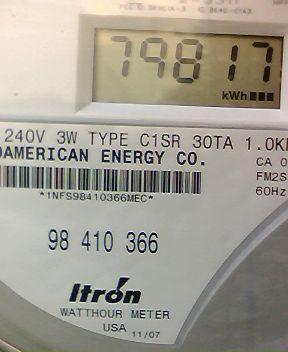 79817
kWh
240V 3W TYPE C1SR 30TA 1.0K
AMERICAN ENERGY CO.
CA 0
FM2S
60Hz
*1NFS98410366MEC*
98 410 366
Itrón
WATTHOUR METER
USA 11/07